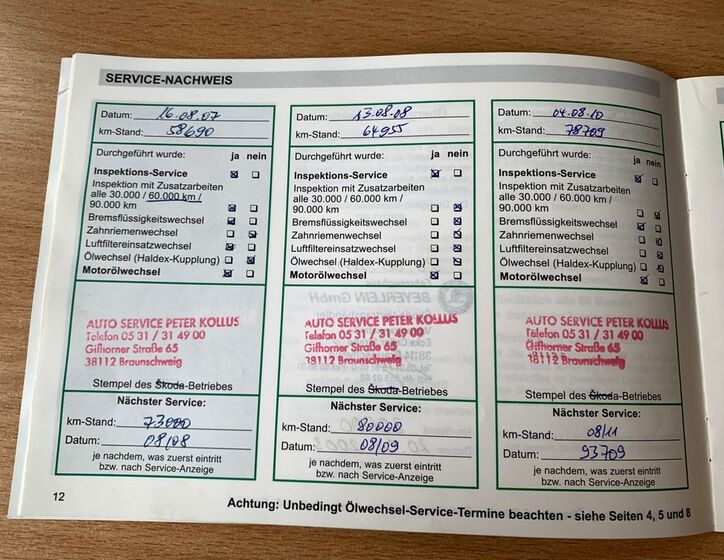 SERVICE-NACHWEIS
Datum: 16.08.07
km-Stand: 58690
Durchgeführt wurde: ja nein
Inspektions-Service
Inspektion mit Zusatzarbeiten
alle 30.000 / 60.000 km /
90.000 km
Bremsflüssigkeitswechsel
Zahnriemenwechsel
Luftfiltereinsatzwechsel
Ölwechsel (Haldex-Kupplung)
Motorölwechsel
AUTO SERVICE PETER KOLLUS
Telefon 05 31 / 31 49 00
Gifhorner Straße 65
38112 Braunschweig
Stempel des Škoda-Betriebes
Nächster Service:
km-Stand: 73000
Datum: 08/08
je nachdem, was zuerst eintritt
bzw. nach Service-Anzeige
Datum: 13.08.08
km-Stand: 64955
Durchgeführt wurde: ja nein
Inspektions-Service
Inspektion mit Zusatzarbeiten
alle 30.000 / 60.000 km /
90.000 km
Bremsflüssigkeitswechsel
Zahnriemenwechsel
Luftfiltereinsatzwechsel
Ölwechsel (Haldex-Kupplung)
Motorölwechsel
BEVERLEIN GmbH
AUTO SERVICE PETER KOLLUS
Telefon 05 31 / 31 49 00
Gifhorner Straße 65
38112 Braunschweig
Stempel des Škoda-Betriebes
Nächster Service:
km-Stand: 80000
Datum: 08/09
je nachdem, was zuerst eintritt
bzw. nach Service-Anzeige
Datum: 04.08.10
km-Stand: 78709
Durchgeführt wurde: ja nein
Inspektions-Service
Inspektion mit Zusatzarbeiten
alle 30.000 / 60.000 km /
90.000 km
Bremsflüssigkeitswechsel
Zahnriemenwechsel
Luftfiltereinsatzwechsel
Ölwechsel (Haldex-Kupplung)
Motorölwechsel
AUTO SERVICE PETER KOLLUS
Telefon 05 31 / 31 49 00
Gifhorner Straße 65
38112 Braunschweig
Stempel des Škoda-Betriebes
Nächster Service:
km-Stand: 08/11
Datum: 93709
je nachdem, was zuerst eintritt
bzw. nach Service-Anzeige
12
Achtung: Unbedingt Ölwechsel-Service-Termine beachten - siehe Seiten 4, 5 und 8